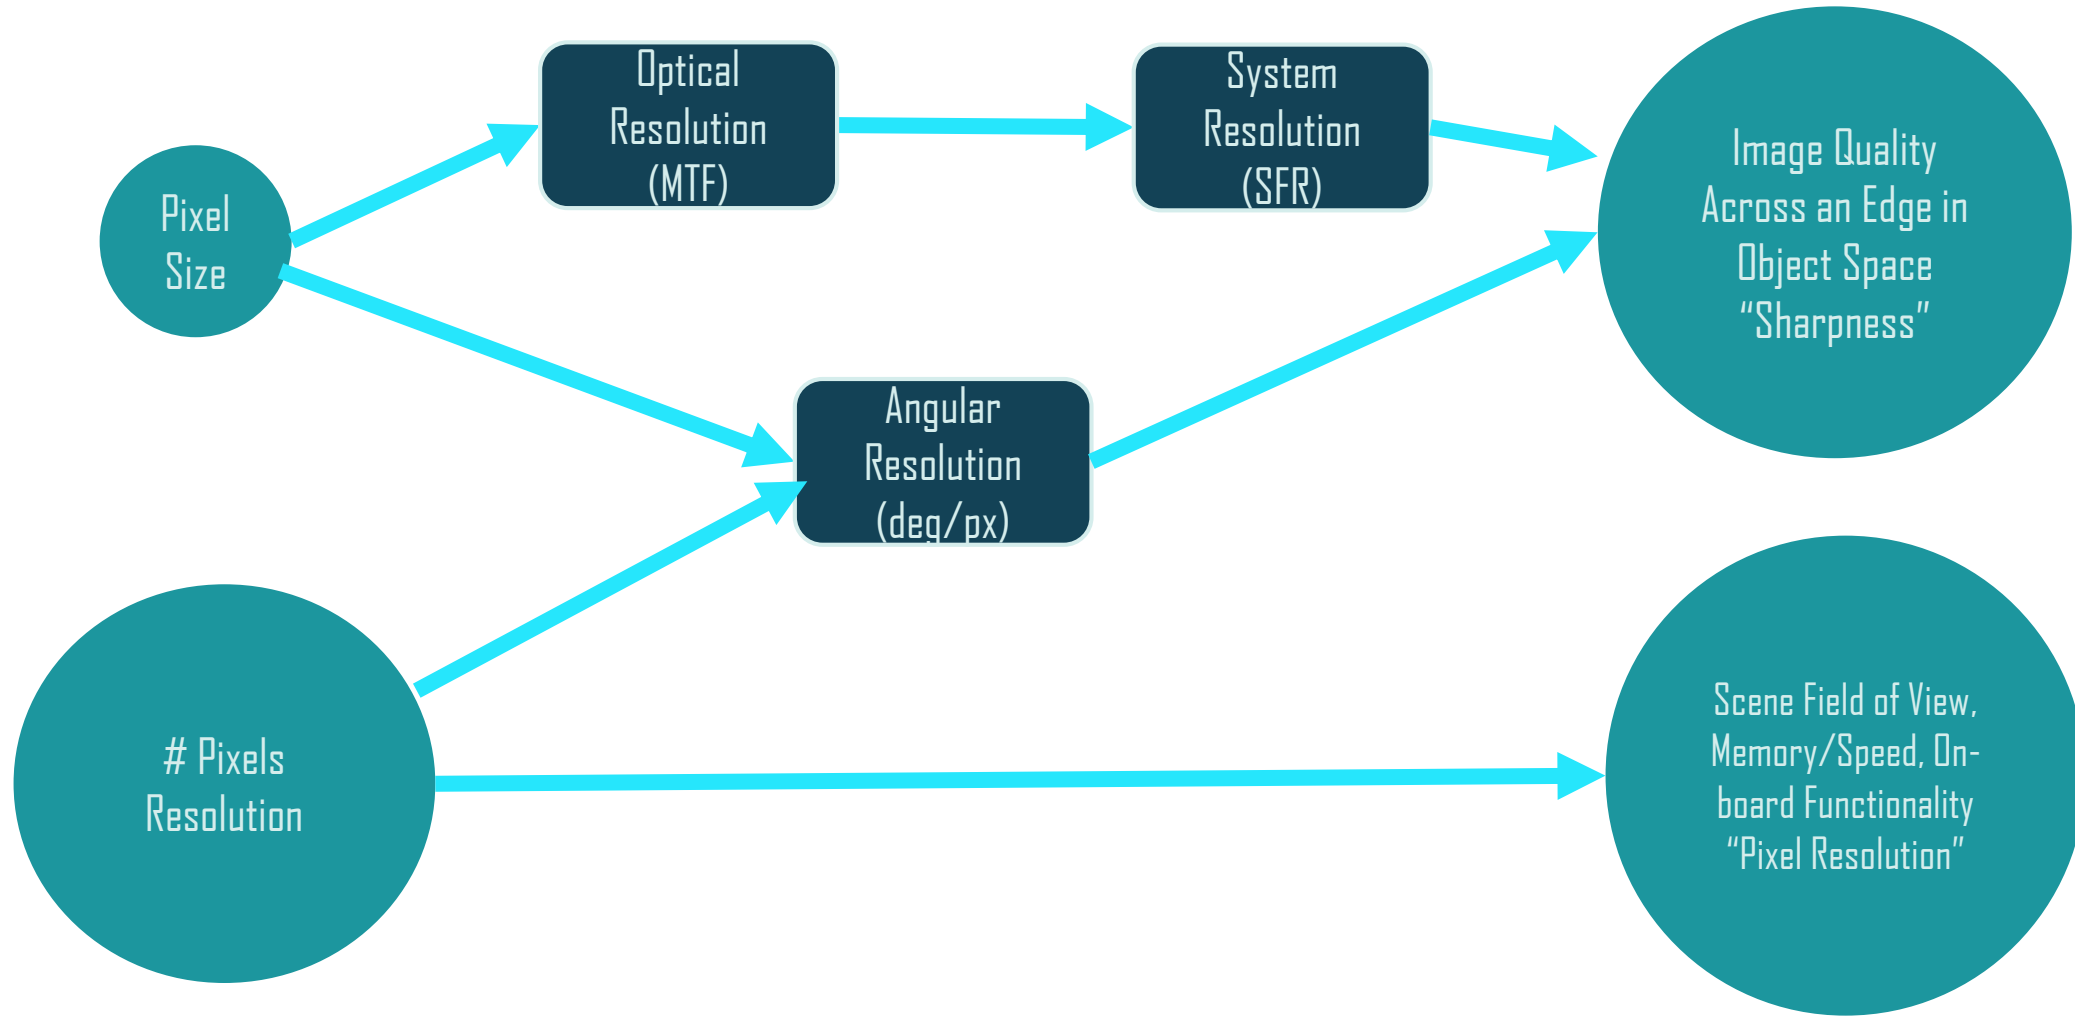 Optical
Resolution
(MTF)
System
Resolution
(SFR)
Image Quality
Across an Edge in
Object Space
“Sharpness”
Pixel
Size
Angular
Resolution
(deg/px)
# Pixels
Resolution
Scene Field of View,
Memory/Speed, On-
board Functionality
“Pixel Resolution”